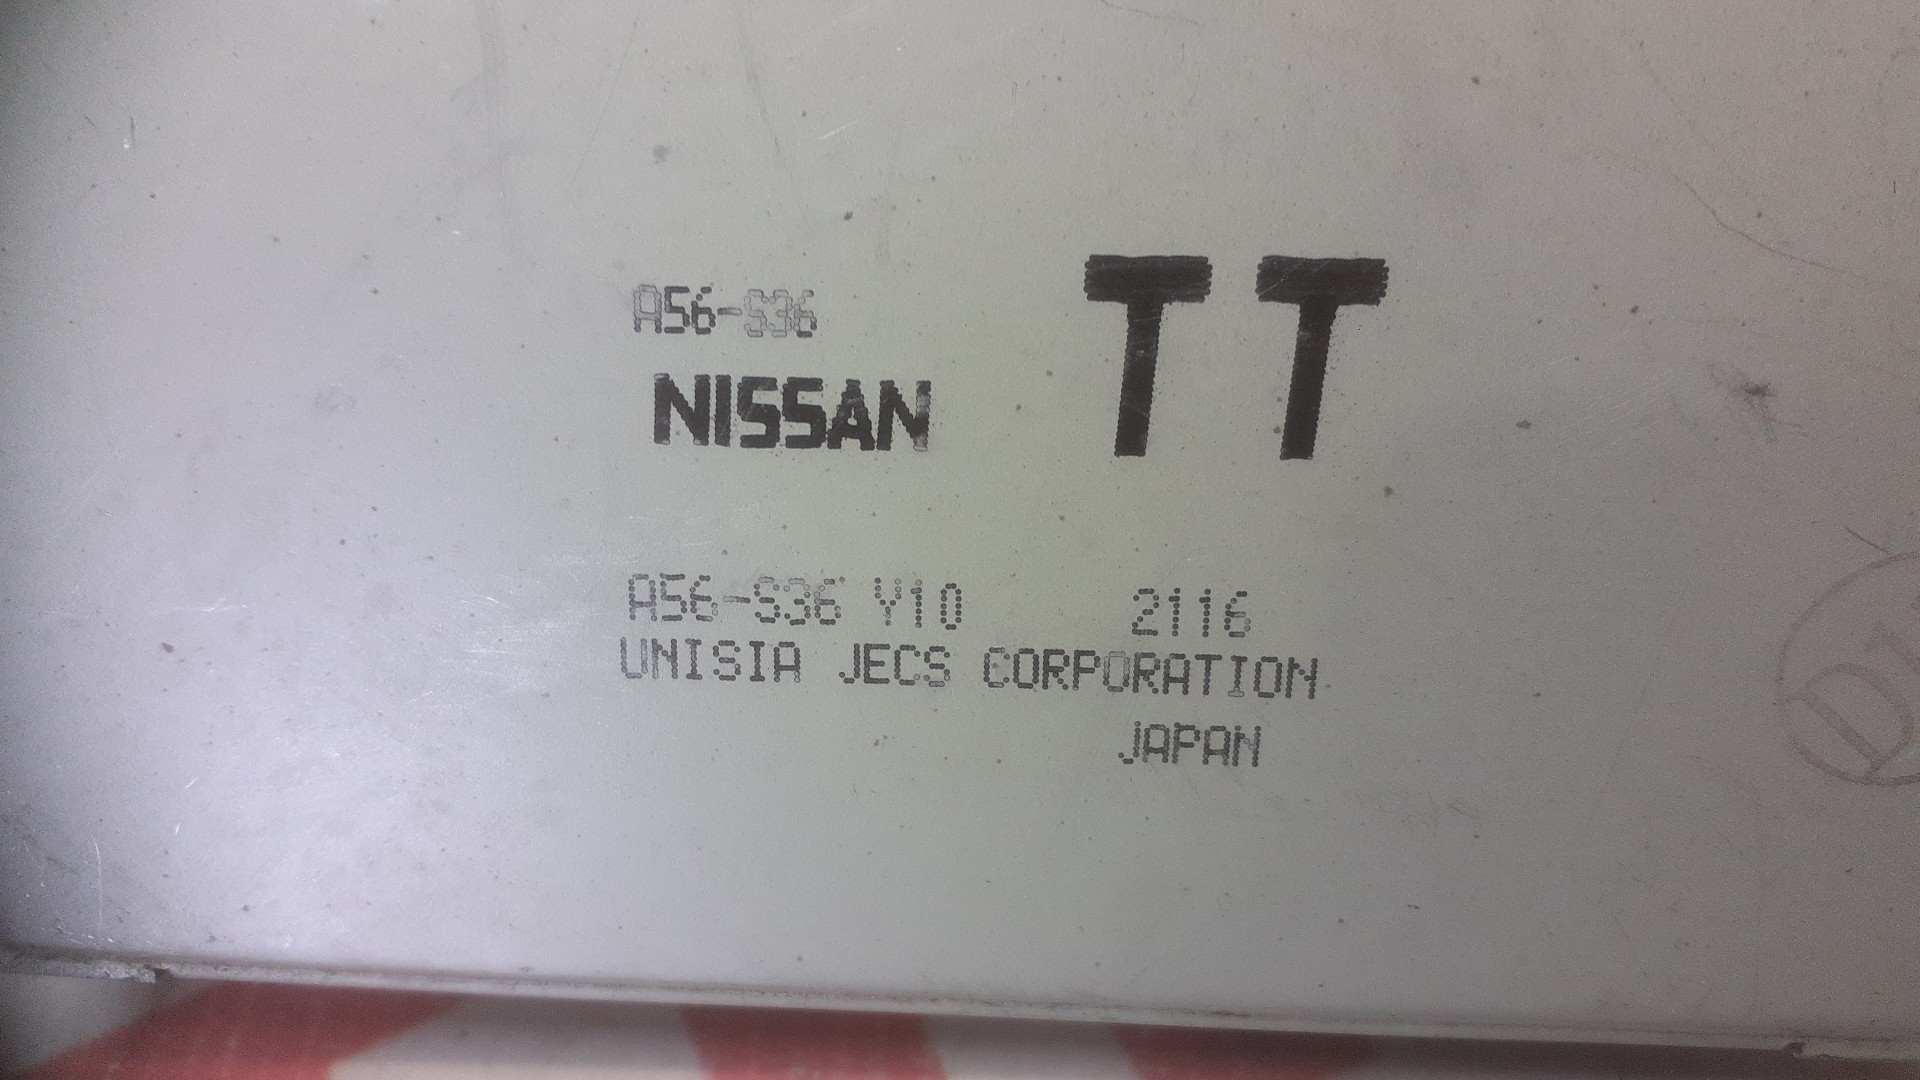 A56-S36
NISSAN TT
A56-S36 Y10 2116
UNISIA JECS CORPORATION
JAPAN